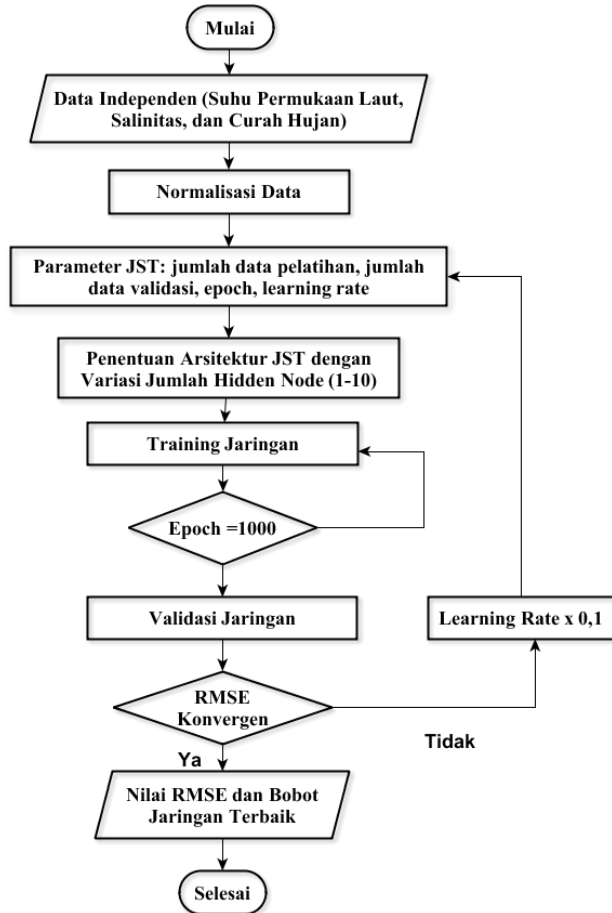 Mulai
Data Independen (Suhu Permukaan Laut,
Salinitas, dan Curah Hujan)
Normalisasi Data
Parameter JST: jumlah data pelatihan, jumlah
data validasi, epoch, learning rate
Penentuan Arsitektur JST dengan
Variasi Jumlah Hidden Node (1-10)
Training Jaringan
Epoch =1000
Validasi Jaringan
Learning Rate x 0,1
RMSE
Konvergen
Tidak
Ya
Nilai RMSE dan Bobot
Jaringan Terbaik
Selesai